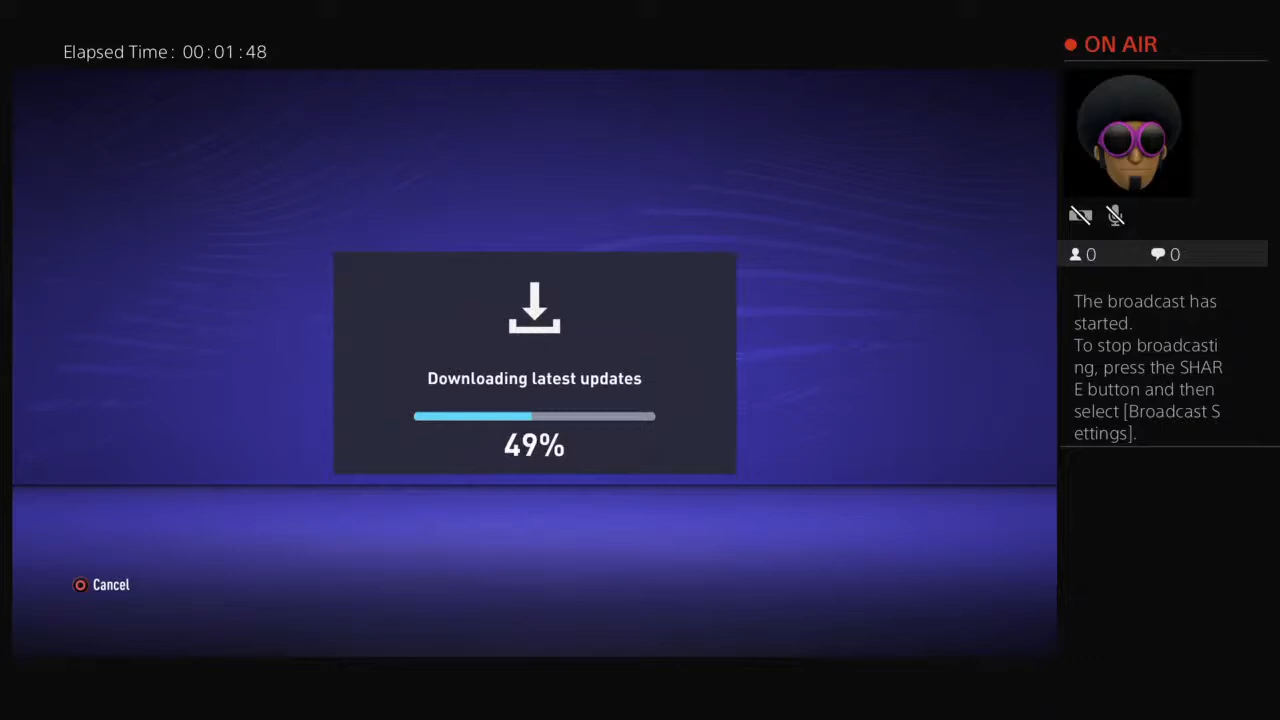 Elapsed Time: 00:01:48
ON AIR
0
0
The broadcast has
started.
To stop broadcasti
ng, press the SHAR
E button and then
select [Broadcast S
ettings].
Downloading latest updates
49%
Cancel